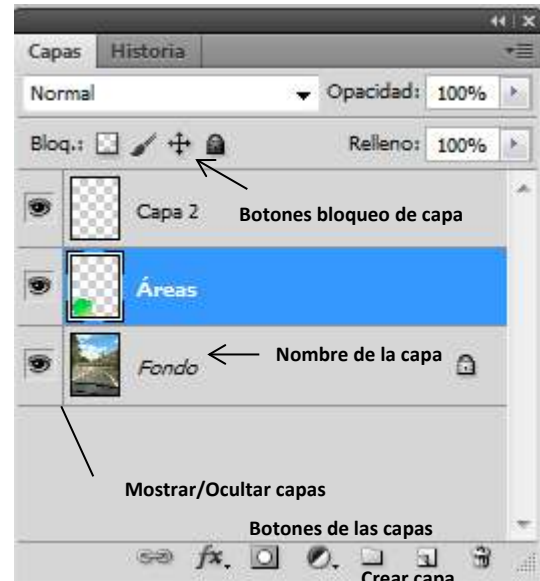 Capas Historia
Normal Opacidad: 100%
Bloq.: Relleno: 100%
Capa 2 Botones bloqueo de capa
Áreas
Fondo Nombre de la capa
Mostrar/Ocultar capas
Botones de las capas
fx.
Crear capa